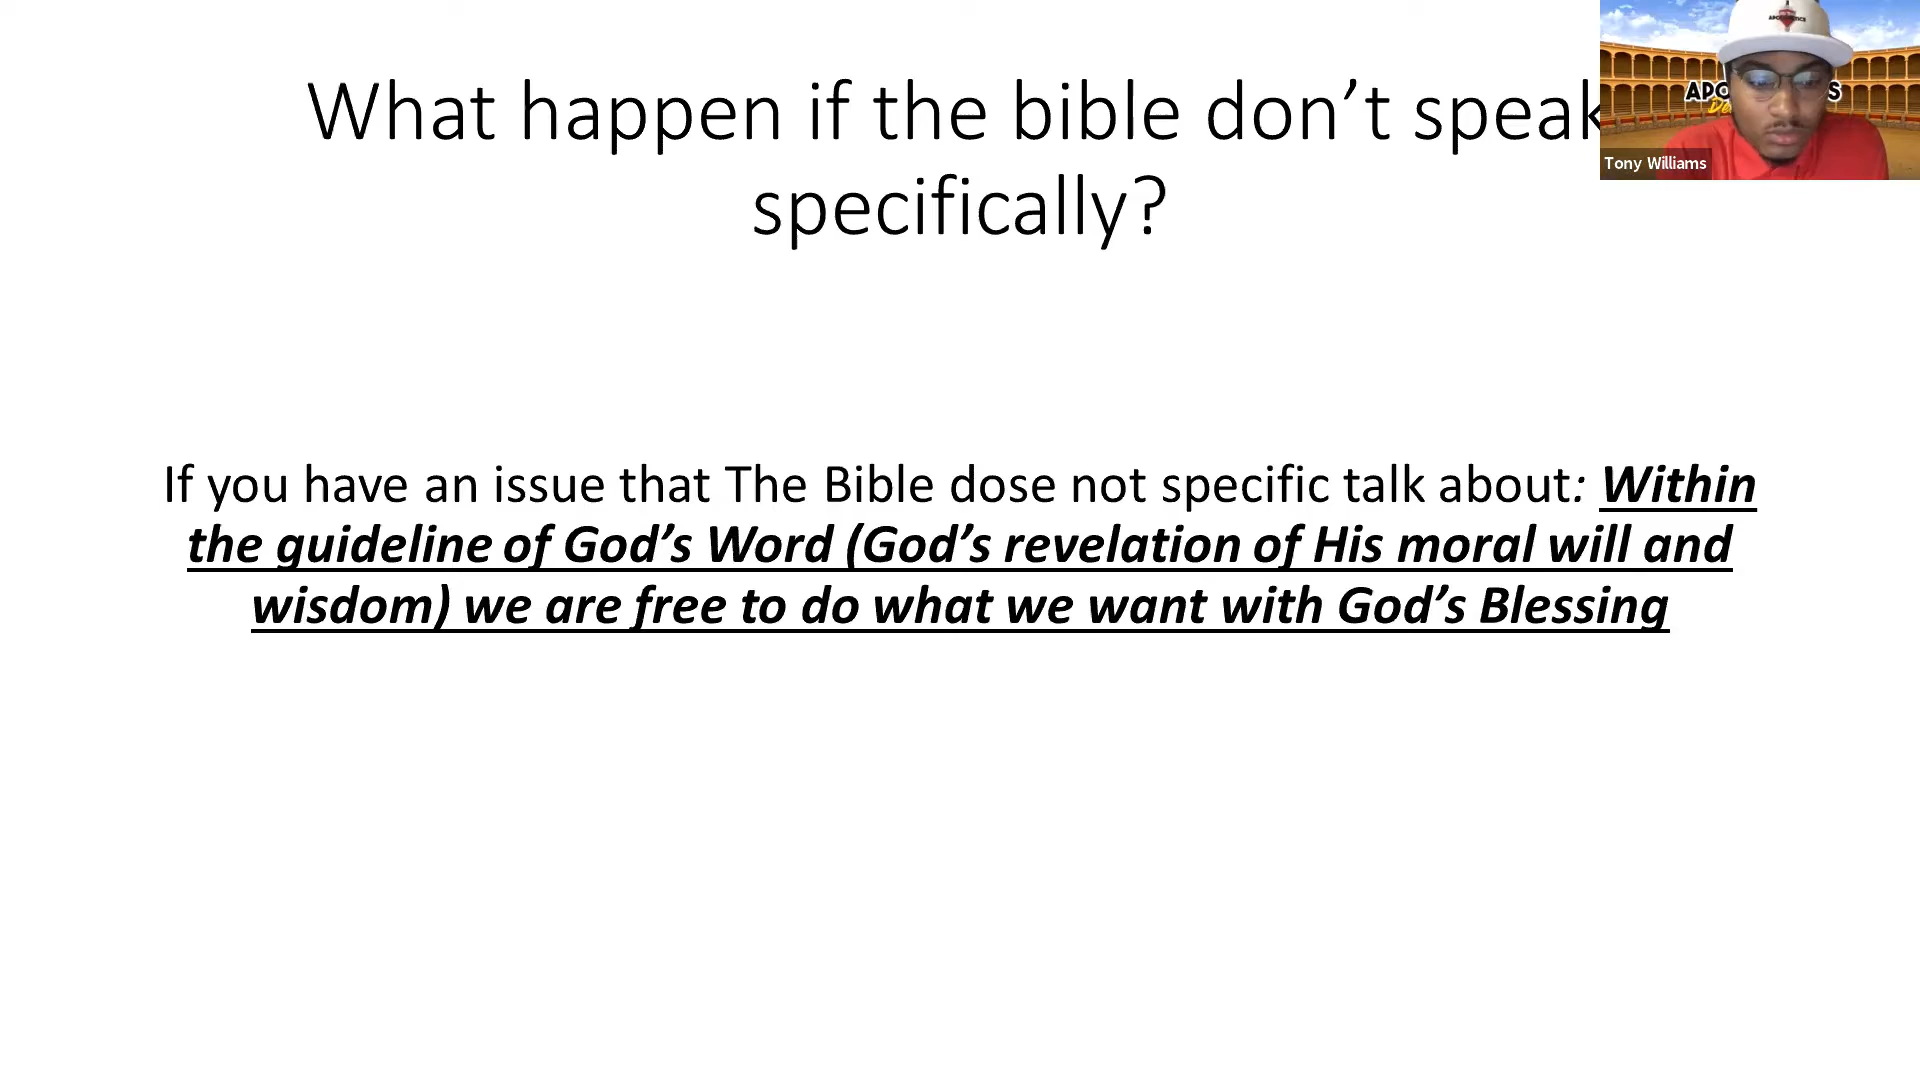 What happen if the bible don’t speak
specifically?
If you have an issue that The Bible dose not specific talk about: Within
the guideline of God’s Word (God’s revelation of His moral will and
wisdom) we are free to do what we want with God’s Blessing
Tony Williams